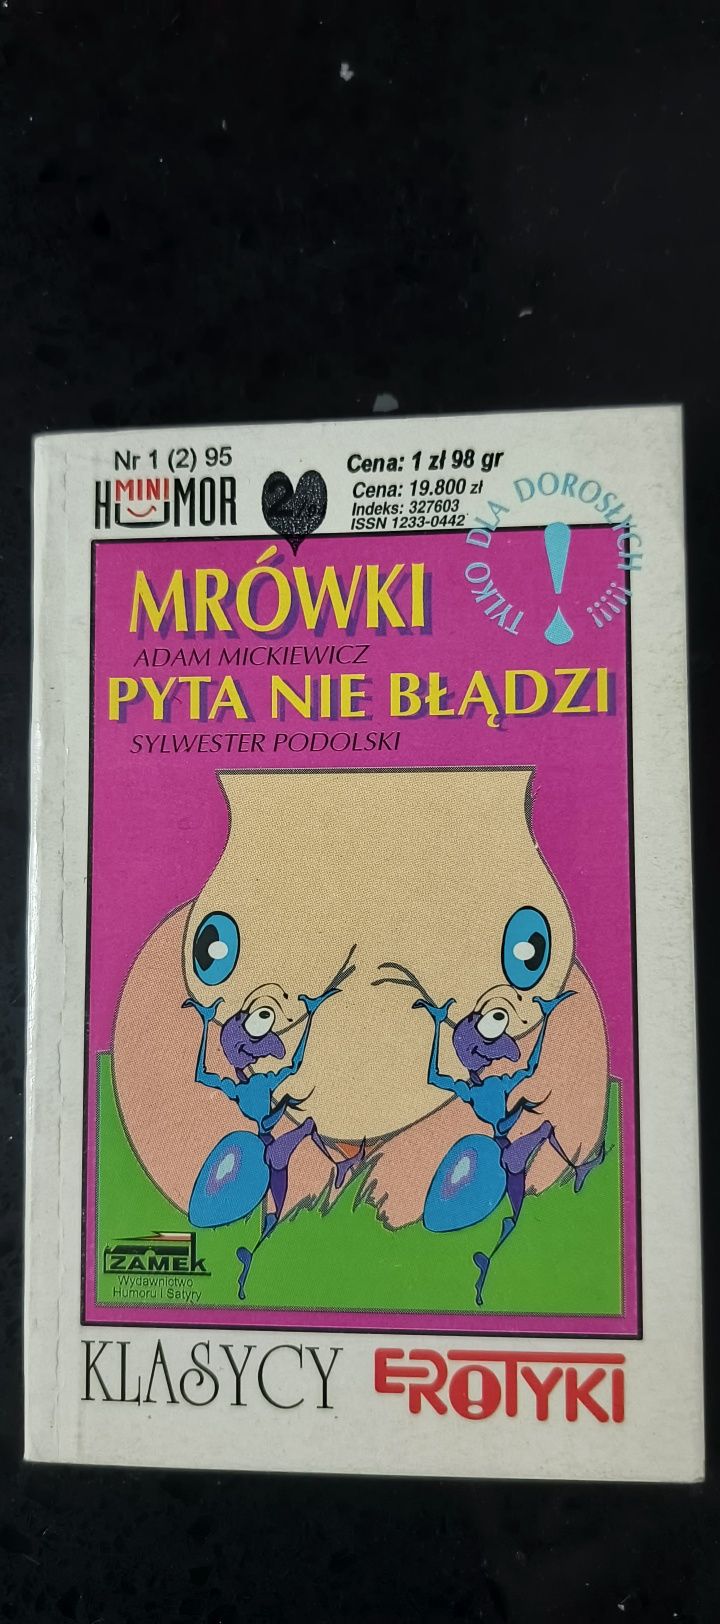 Nr 1 (2) 95
MINI
HUMOR
Cena: 1 zł 98 gr
Cena: 19.800 zł
Indeks: 327603
ISSN 1233-0442
TYLKO DLA DOROSŁYCH !!!!!
!
MRÓWKI
ADAM MICKIEWICZ
PYTA NIE BŁĄDZI
SYLWESTER PODOLSKI
ZAMEK
Wydawnictwo
Humoru i Satyry
KLASYCY EROTYKI